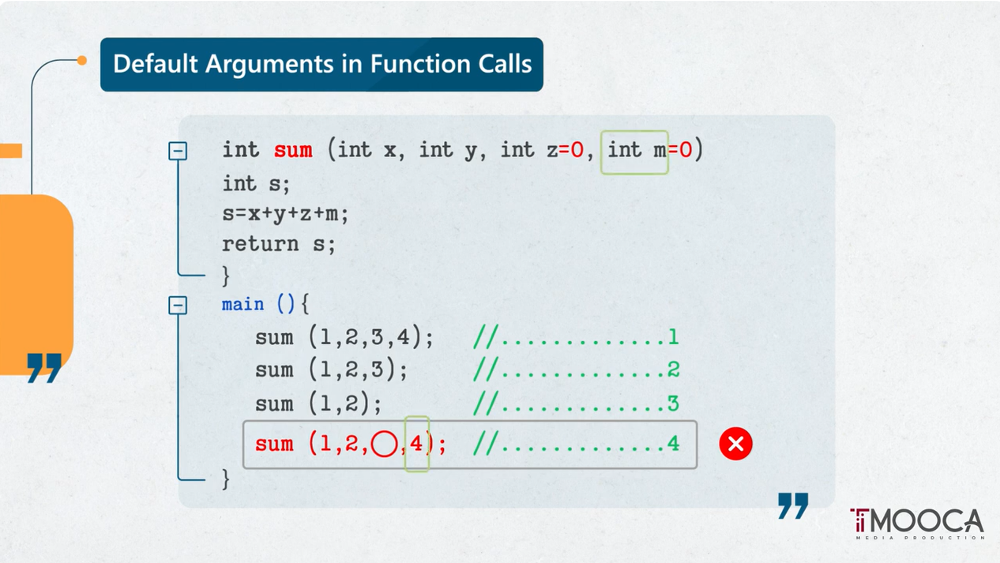 Default Arguments in Function Calls
int sum (int x, int y, int z=0, int m=0)
int s;
s=x+y+z+m;
return s;
}
main (){
sum (1,2,3,4); //.............1
sum (1,2,3); //.............2
sum (1,2); //.............3
sum (1,2, ,4); //.............4
}
TMOOCA
MEDIA PRODUCTION